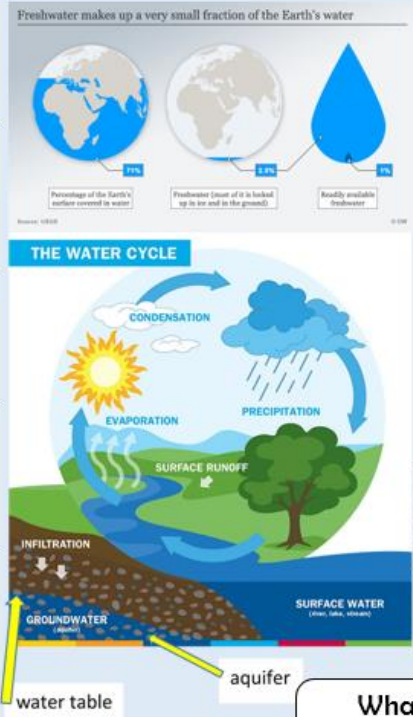 Freshwater makes up a very small fraction of the Earth's water
71%
2.5%
1%
Percentage of the Earth's
surface covered in water
Freshwater (most of it is locked
up in ice and in the ground)
Readily available
freshwater
THE WATER CYCLE
CONDENSATION
EVAPORATION
PRECIPITATION
SURFACE RUNOFF
INFILTRATION
GROUNDWATER
(aquifer)
SURFACE WATER
(river, lake, stream)
aquifer
water table